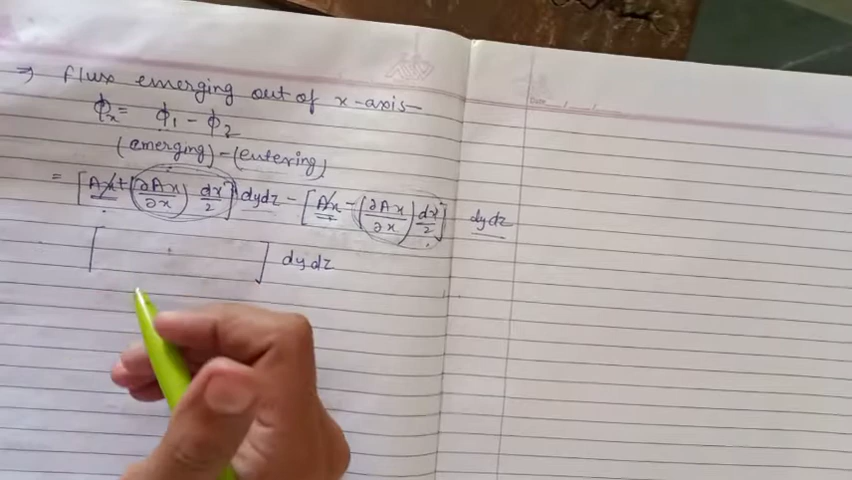 ⇒ flux emerging out of x-axis-
ϕx = ϕ1 - ϕ2
(emerging) - (entering)
= [Ax + (∂Ax/∂x) dx/2] dydz - [Ax - (∂Ax/∂x) dx/2] dydz
[ ] dydz
Date / /